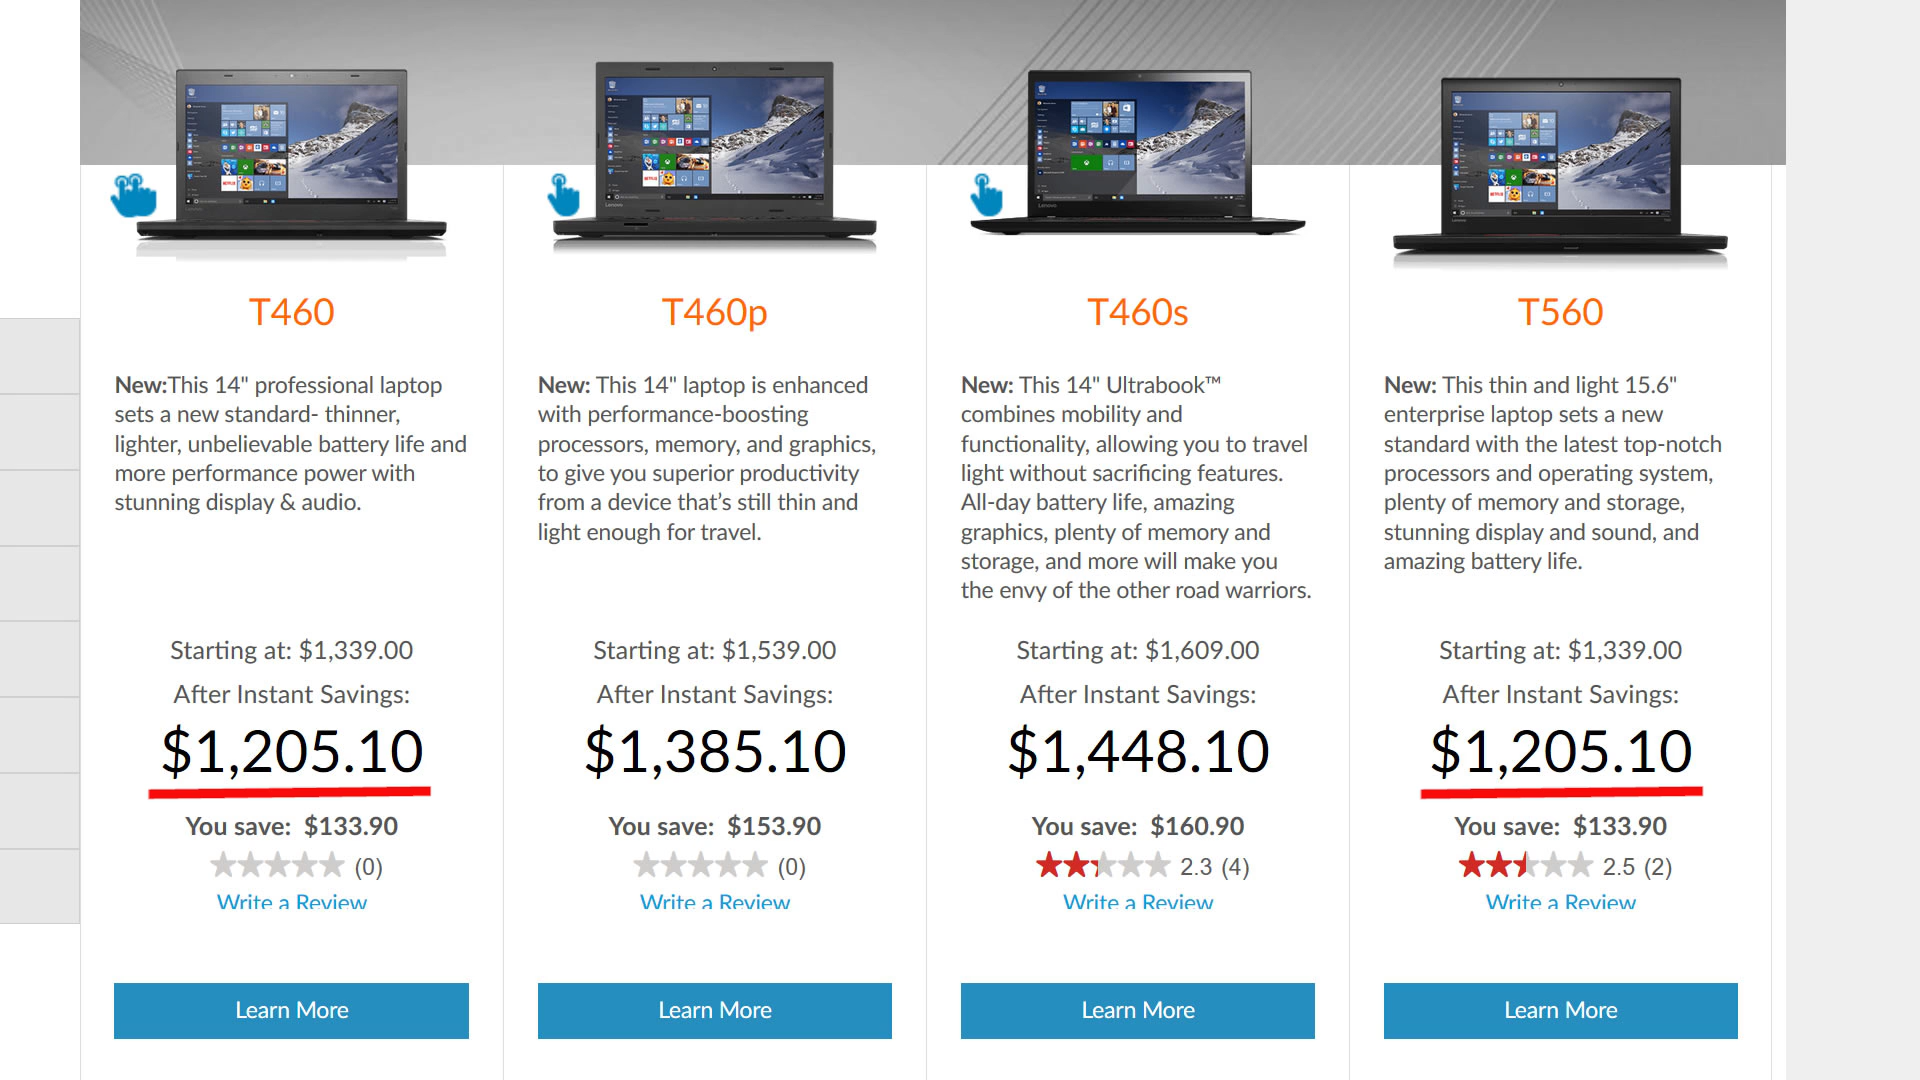 T460
New:This 14" professional laptop
sets a new standard- thinner,
lighter, unbelievable battery life and
more performance power with
stunning display & audio.
Starting at: $1,339.00
After Instant Savings:
$1,205.10
You save: $133.90
(0)
Write a Review
Learn More
T460p
New: This 14" laptop is enhanced
with performance-boosting
processors, memory, and graphics,
to give you superior productivity
from a device that’s still thin and
light enough for travel.
Starting at: $1,539.00
After Instant Savings:
$1,385.10
You save: $153.90
(0)
Write a Review
Learn More
T460s
New: This 14" Ultrabook™
combines mobility and
functionality, allowing you to travel
light without sacrificing features.
All-day battery life, amazing
graphics, plenty of memory and
storage, and more will make you
the envy of the other road warriors.
Starting at: $1,609.00
After Instant Savings:
$1,448.10
You save: $160.90
2.3 (4)
Write a Review
Learn More
T560
New: This thin and light 15.6"
enterprise laptop sets a new
standard with the latest top-notch
processors and operating system,
plenty of memory and storage,
stunning display and sound, and
amazing battery life.
Starting at: $1,339.00
After Instant Savings:
$1,205.10
You save: $133.90
2.5 (2)
Write a Review
Learn More